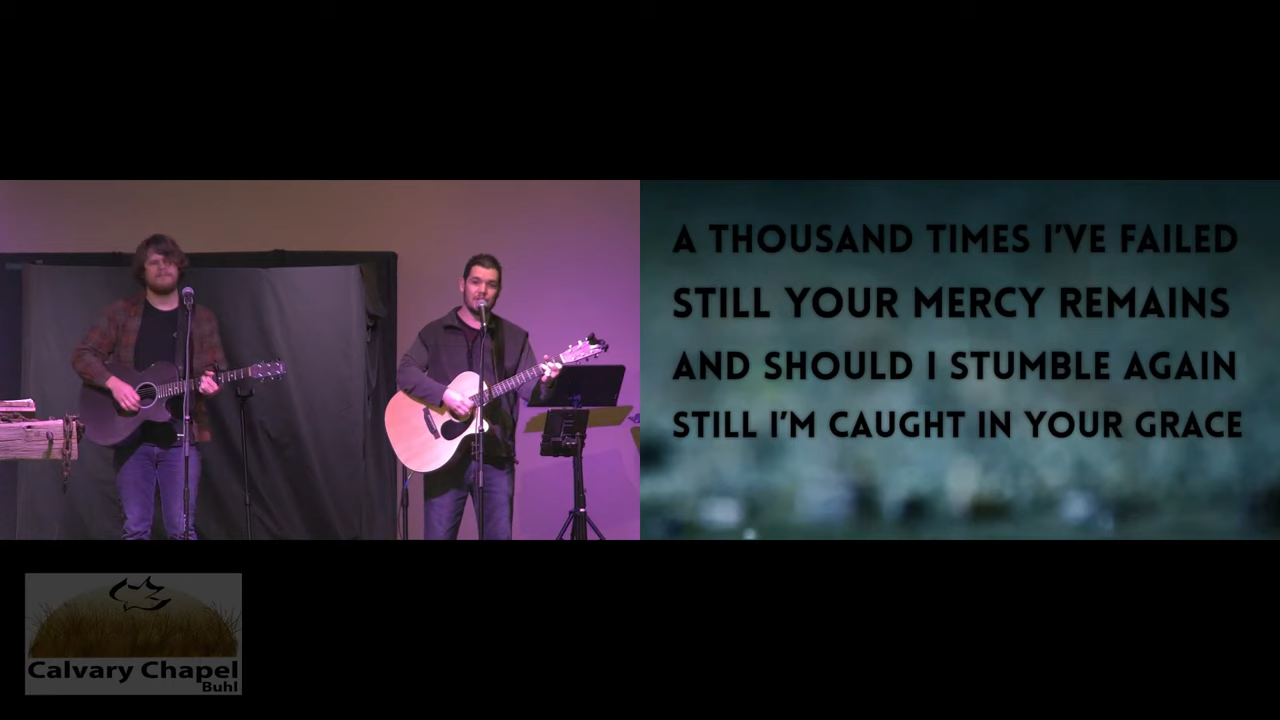 A THOUSAND TIMES I'VE FAILED
STILL YOUR MERCY REMAINS
AND SHOULD I STUMBLE AGAIN
STILL I'M CAUGHT IN YOUR GRACE
Calvary Chapel
Buhl